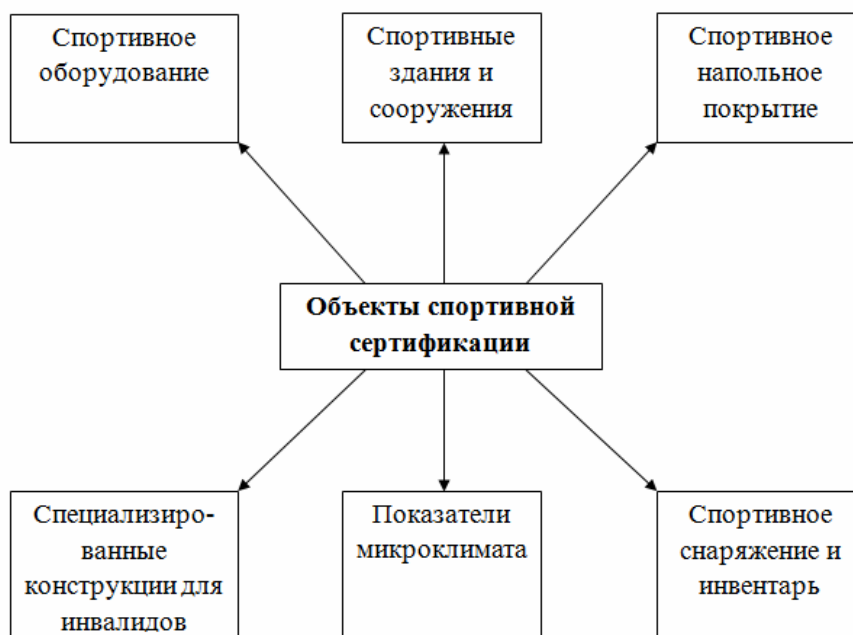 Спортивное
оборудование
Спортивные
здания и
сооружения
Спортивное
напольное
покрытие
Объекты спортивной
сертификации
Специализиро-
ванные
конструкции для
инвалидов
Показатели
микроклимата
Спортивное
снаряжение и
инвентарь